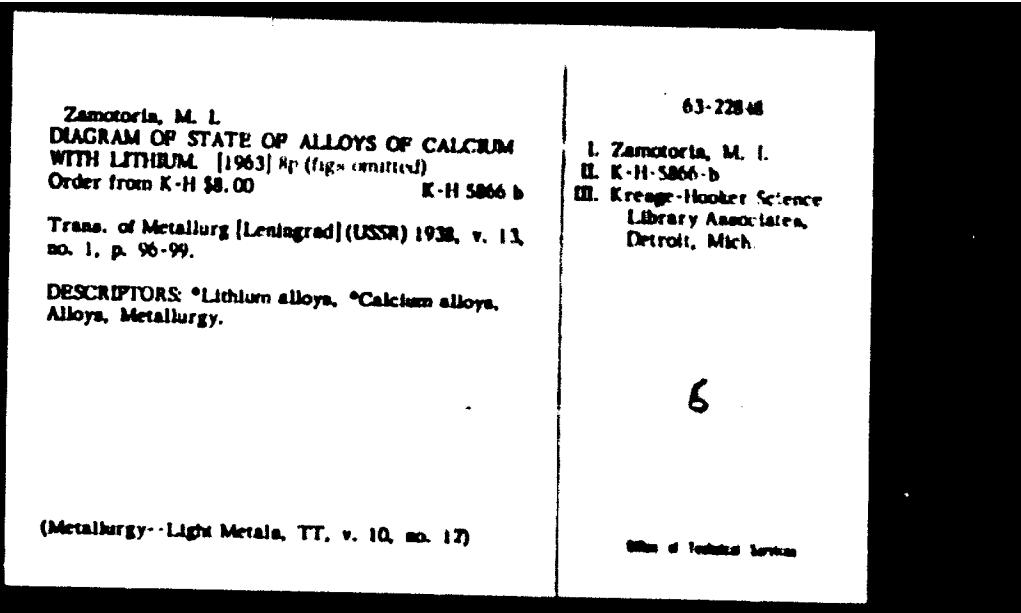 Zamotoria, M. I.
DIAGRAM OF STATE OF ALLOYS OF CALCIUM
WITH LITHIUM. [1963] 8p (figs omitted)
Order from K-H $8.00 K-H 5866 b
Trans. of Metallurg [Leningrad] (USSR) 1938, v. 13,
no. 1, p. 96-99.
DESCRIPTORS: *Lithium alloys, *Calcium alloys,
Alloys, Metallurgy.
(Metallurgy--Light Metals, TT, v. 10, no. 12)
63-22848
I. Zamotoria, M. I.
II. K-H-5866-b
III. Kresge-Hooker Science
Library Associates,
Detroit, Mich.
6
Office of Technical Services